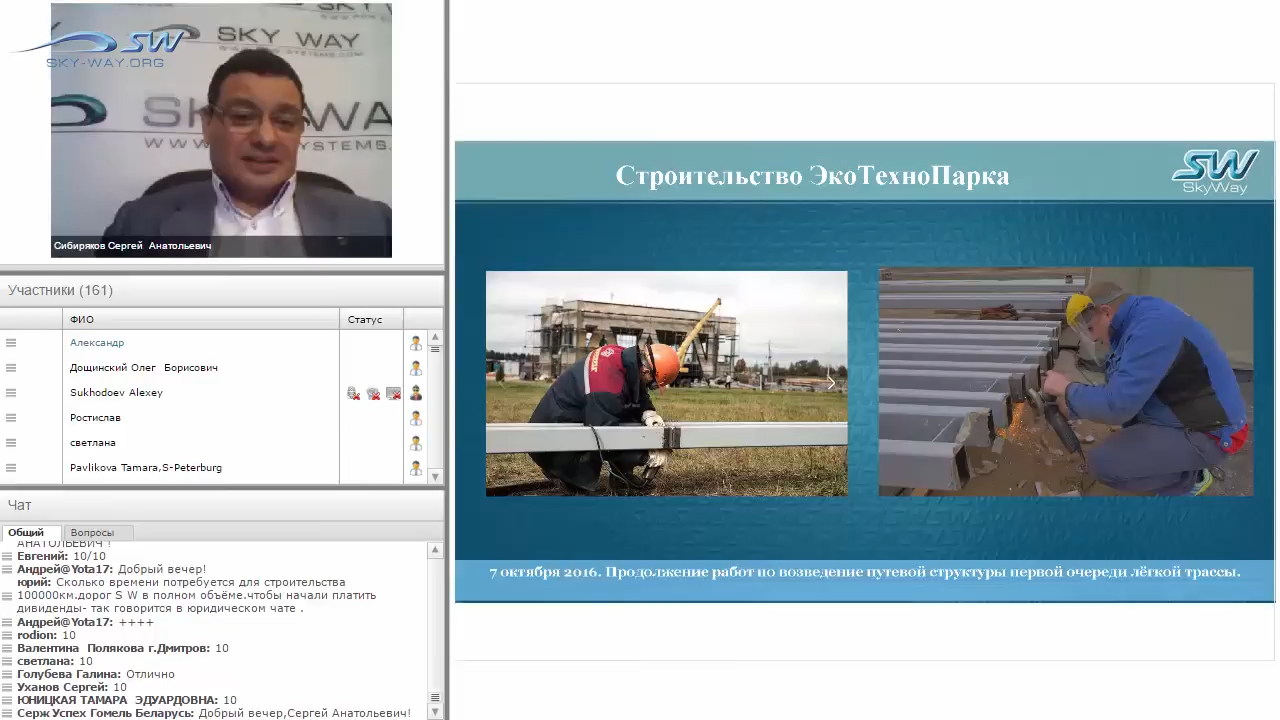 SW
SKY-WAY.ORG
SKY WAY
SKY WAY
SYSTEMS.
Сибиряков Сергей Анатольевич
Участники (161)
ФИО
Статус
Александр
Дощинский Олег Борисович
Sukhodoev Alexey
Ростислав
светлана
Pavlikova Tamara,S-Peterburg
Чат
Общий
Вопросы
АНАТОЛЬЕВИЧ !
Евгений: 10/10
Андрей@Yota17: Добрый вечер!
юрий: Сколько времени потребуется для строительства
100000км.дорог S W в полном объёме.чтобы начали платить
дивиденды- так говорится в юридическом чате .
Андрей@Yota17: ++++
rodion: 10
Валентина Полякова г.Дмитров: 10
светлана: 10
Голубева Галина: Отлично
Уханов Сергей: 10
ЮНИЦКАЯ ТАМАРА ЭДУАРДОВНА: 10
Серж Успех Гомель Беларусь: Добрый вечер,Сергей Анатольевич!
Строительство ЭкоТехноПарка
SW
SkyWay
7 октября 2016. Продолжение работ по возведение путевой структуры первой очереди лёгкой трассы.